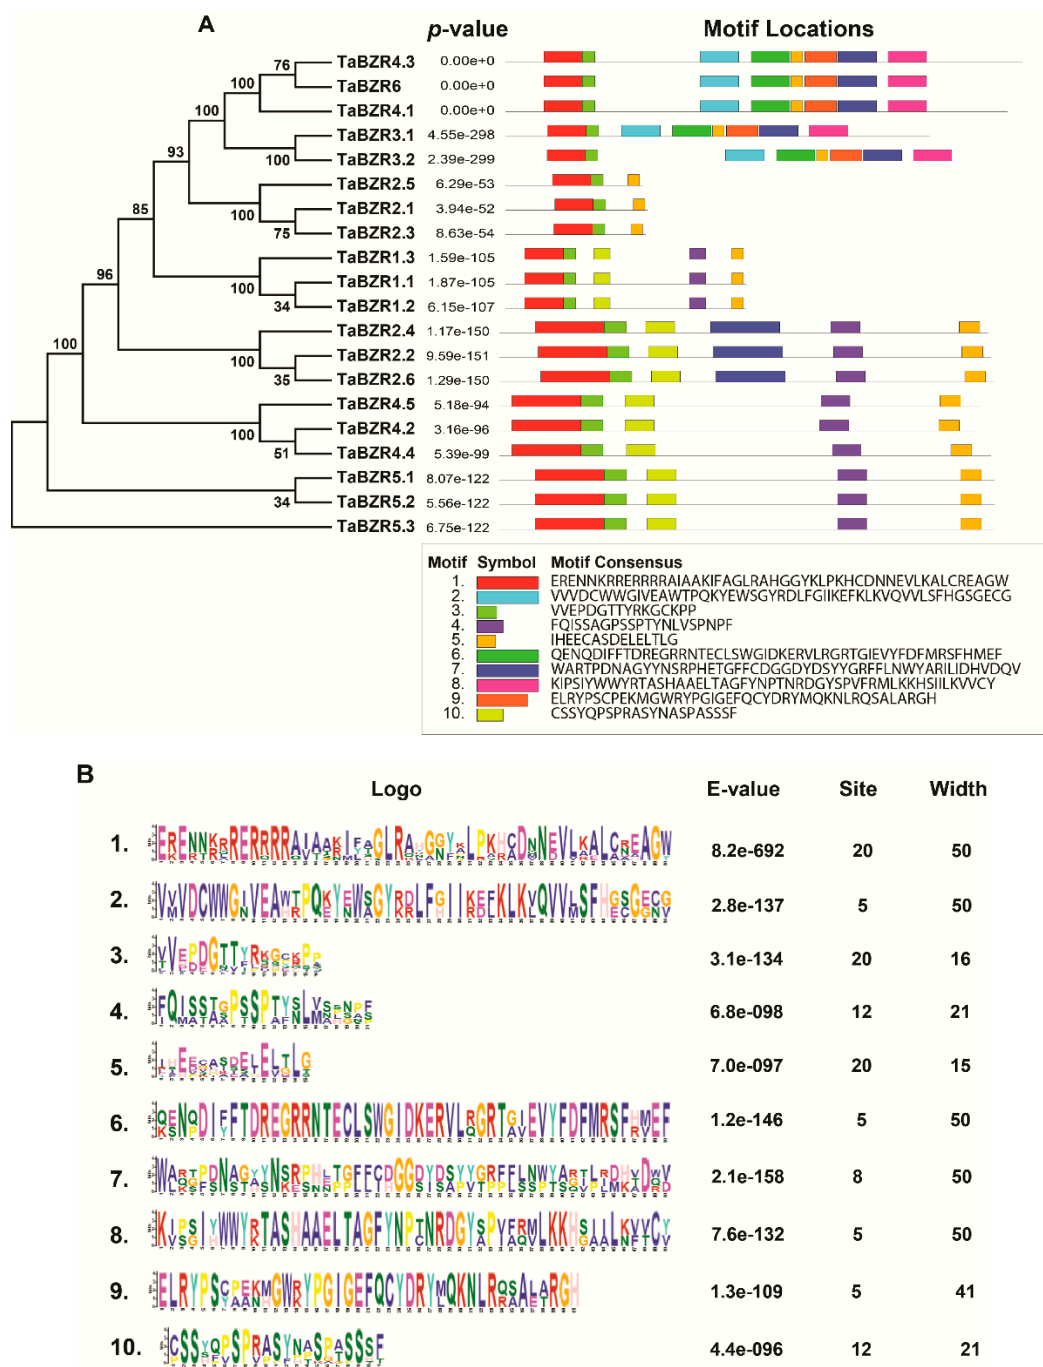 A p-value Motif Locations
76 TaBZR4.3 0.00e+0
100 TaBZR6 0.00e+0
100 TaBZR4.1 0.00e+0
TaBZR3.1 4.55e-298
93 100 TaBZR3.2 2.39e-299
TaBZR2.5 6.29e-53
85 100 TaBZR2.1 3.94e-52
75 TaBZR2.3 8.63e-54
TaBZR1.3 1.59e-105
96 100 TaBZR1.1 1.87e-105
34 TaBZR1.2 6.15e-107
TaBZR2.4 1.17e-150
100 100 TaBZR2.2 9.59e-151
35 TaBZR2.6 1.29e-150
TaBZR4.5 5.18e-94
100 TaBZR4.2 3.16e-96
51 TaBZR4.4 5.39e-99
TaBZR5.1 8.07e-122
34 TaBZR5.2 5.56e-122
TaBZR5.3 6.75e-122
Motif Symbol Motif Consensus
1. ERENNKRRERRRRAIAAKIFAGLRAHGGYKLPKHCDNNEVLKALCREAGW
2. VVVDCWWGIVEAWTPQKYEWSGYRDLFGIIKEFKLKVQVVLSFHGSGECG
3. VVEPDGTTYRKGCKPP
4. FQISSAGPSSPTYNLVSPNPF
5. IHEECASDELELTLG
6. QENQDIFFTDREGRRNTECLSWGIDKERVLRGRTGIEVYFDFMRSFHMEF
7. WARTPDNAGYYNSRPHETGFFCDGGDYDSYYGRFFLNWYARILIDHVDQV
8. KIPSIYWWYRTASHAAELTAGFYNPTNRDGYSPVFRMLKKHSIILKVVCY
9. ELRYPSCPEKMGWRYPGIGEFQCYDRYMQKNLRQSALARGH
10. CSSYQPSPRASYNASPASSSF
B Logo E-value Site Width
1. 8.2e-692 20 50
2. 2.8e-137 5 50
3. 3.1e-134 20 16
4. 6.8e-098 12 21
5. 7.0e-097 20 15
6. 1.2e-146 5 50
7. 2.1e-158 8 50
8. 7.6e-132 5 50
9. 1.3e-109 5 41
10. 4.4e-096 12 21